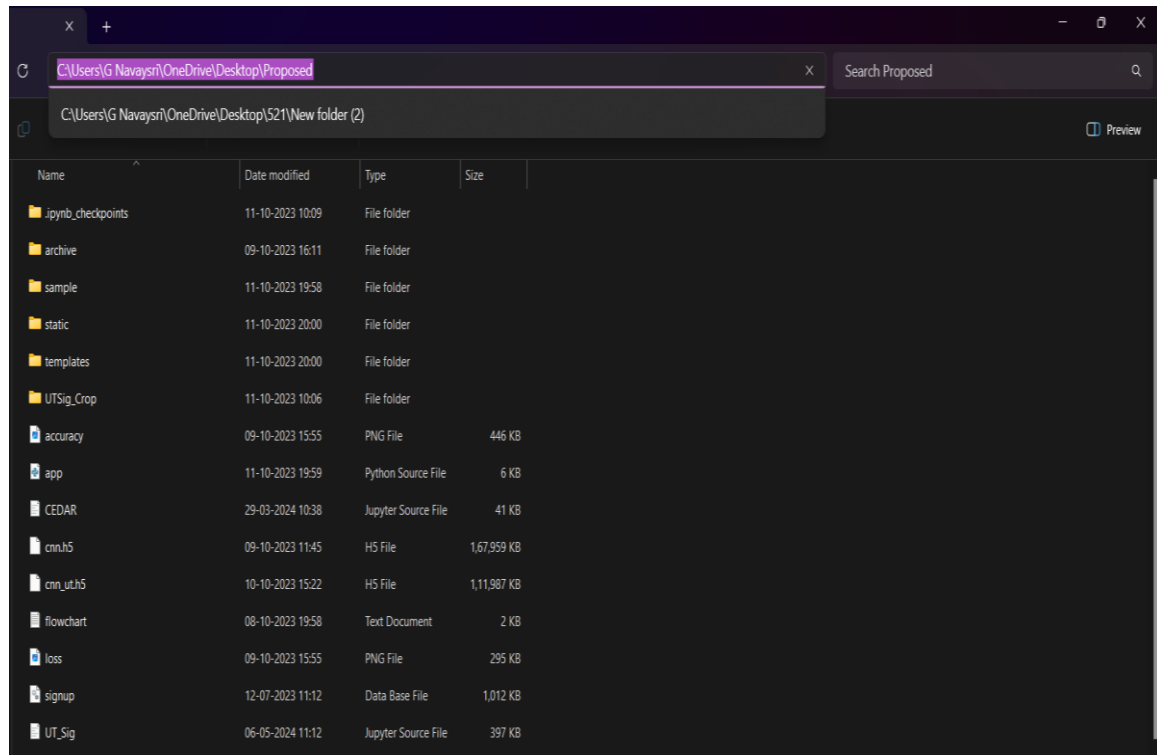 C:\Users\G Navaysri\OneDrive\Desktop\Proposed
Search Proposed
C:\Users\G Navaysri\OneDrive\Desktop\521\New folder (2)
Preview
Name Date modified Type Size
.ipynb_checkpoints 11-10-2023 10:09 File folder
archive 09-10-2023 16:11 File folder
sample 11-10-2023 19:58 File folder
static 11-10-2023 20:00 File folder
templates 11-10-2023 20:00 File folder
UTSig_Crop 11-10-2023 10:06 File folder
accuracy 09-10-2023 15:55 PNG File 446 KB
app 11-10-2023 19:59 Python Source File 6 KB
CEDAR 29-03-2024 10:38 Jupyter Source File 41 KB
cnn.h5 09-10-2023 11:45 H5 File 1,67,959 KB
cnn_ut.h5 10-10-2023 15:22 H5 File 1,11,987 KB
flowchart 08-10-2023 19:58 Text Document 2 KB
loss 09-10-2023 15:55 PNG File 295 KB
signup 12-07-2023 11:12 Data Base File 1,012 KB
UT_Sig 06-05-2024 11:12 Jupyter Source File 397 KB